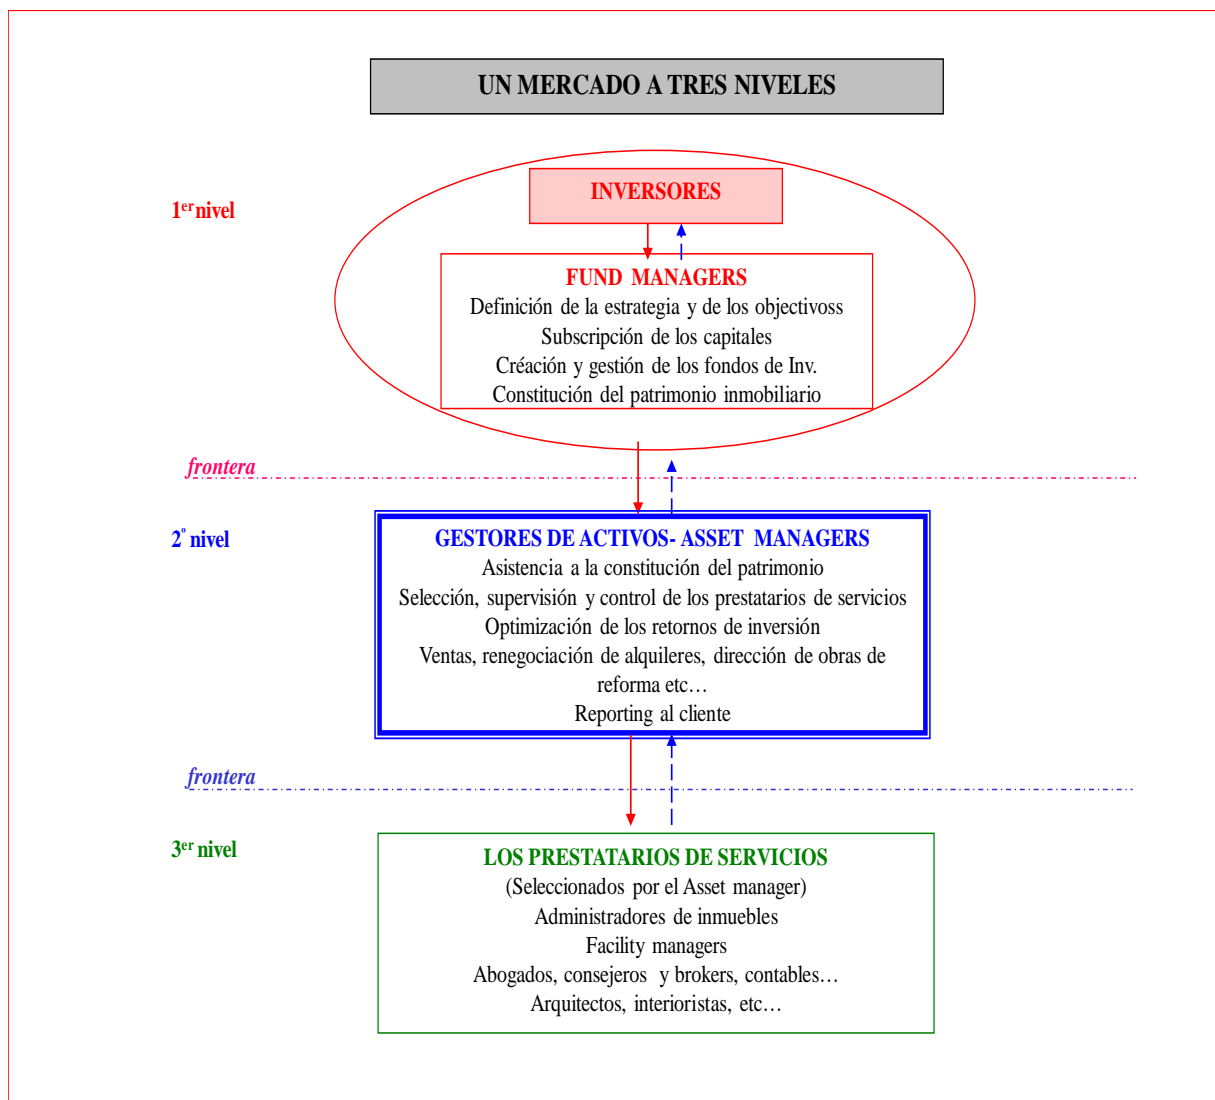 UN MERCADO A TRES NIVELES
1er nivel
INVERSORES
FUND MANAGERS
Definición de la estrategia y de los objectivoss
Subscripción de los capitales
Créación y gestión de los fondos de Inv.
Constitución del patrimonio inmobiliario
frontera
2º nivel
GESTORES DE ACTIVOS- ASSET MANAGERS
Asistencia a la constitución del patrimonio
Selección, supervisión y control de los prestatarios de servicios
Optimización de los retornos de inversión
Ventas, renegociación de alquileres, dirección de obras de
reforma etc…
Reporting al cliente
frontera
3er nivel
LOS PRESTATARIOS DE SERVICIOS
(Seleccionados por el Asset manager)
Administradores de inmuebles
Facility managers
Abogados, consejeros y brokers, contables…
Arquitectos, interioristas, etc…